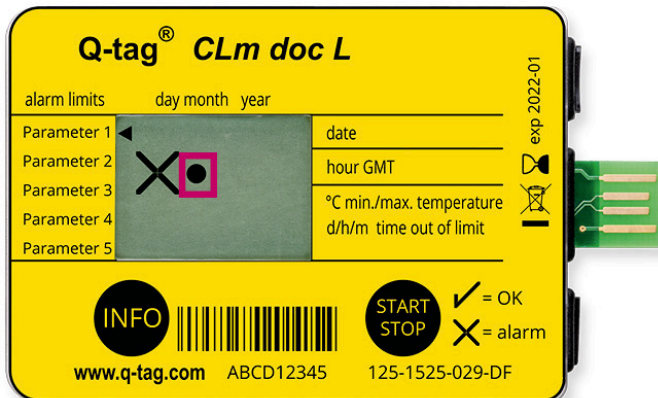 Q-tag® CLm doc L
alarm limits day month year
Parameter 1
Parameter 2
Parameter 3
Parameter 4
Parameter 5
date
hour GMT
°C min./max. temperature
d/h/m time out of limit
exp 2022-01
INFO
START
STOP
= OK
= alarm
www.q-tag.com ABCD12345 125-1525-029-DF